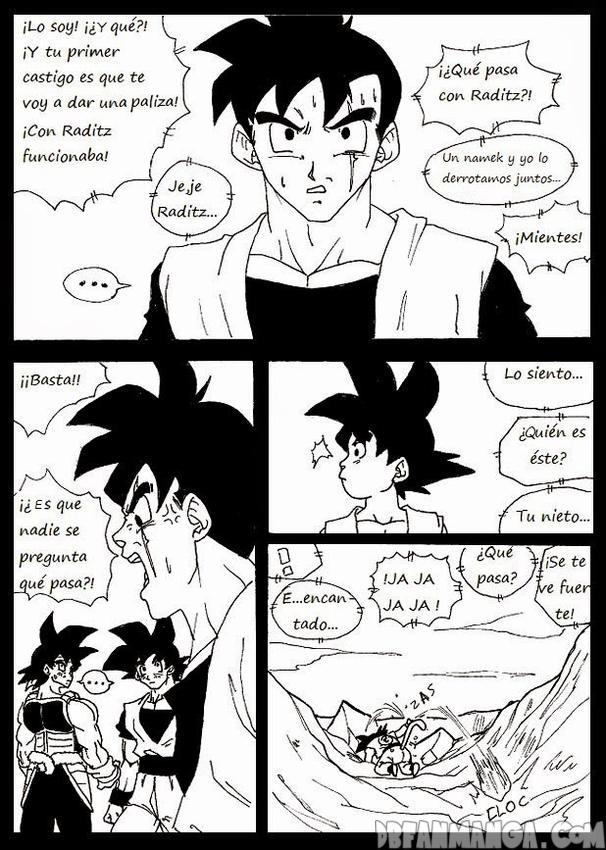 ¡Lo soy! ¡¿Y qué?!
¡Y tu primer
castigo es que te
voy a dar una paliza!
¡Con Raditz
funcionaba!
Jeje
Raditz...
¡¿Qué pasa
con Raditz?!
Un namek y yo lo
derrotamos juntos...
¡Mientes!
...
¡¡Basta!!
¡¿Es que
nadie se
pregunta
qué pasa?!
...
Lo siento...
¿Quién es
éste?
Tu nieto...
!
E...encan-
tado...
!JA JA
JA JA !
¿Qué
pasa?
¡Se te
ve fuer
te!
ZAS
CLOC
DBFANMANGA.COM